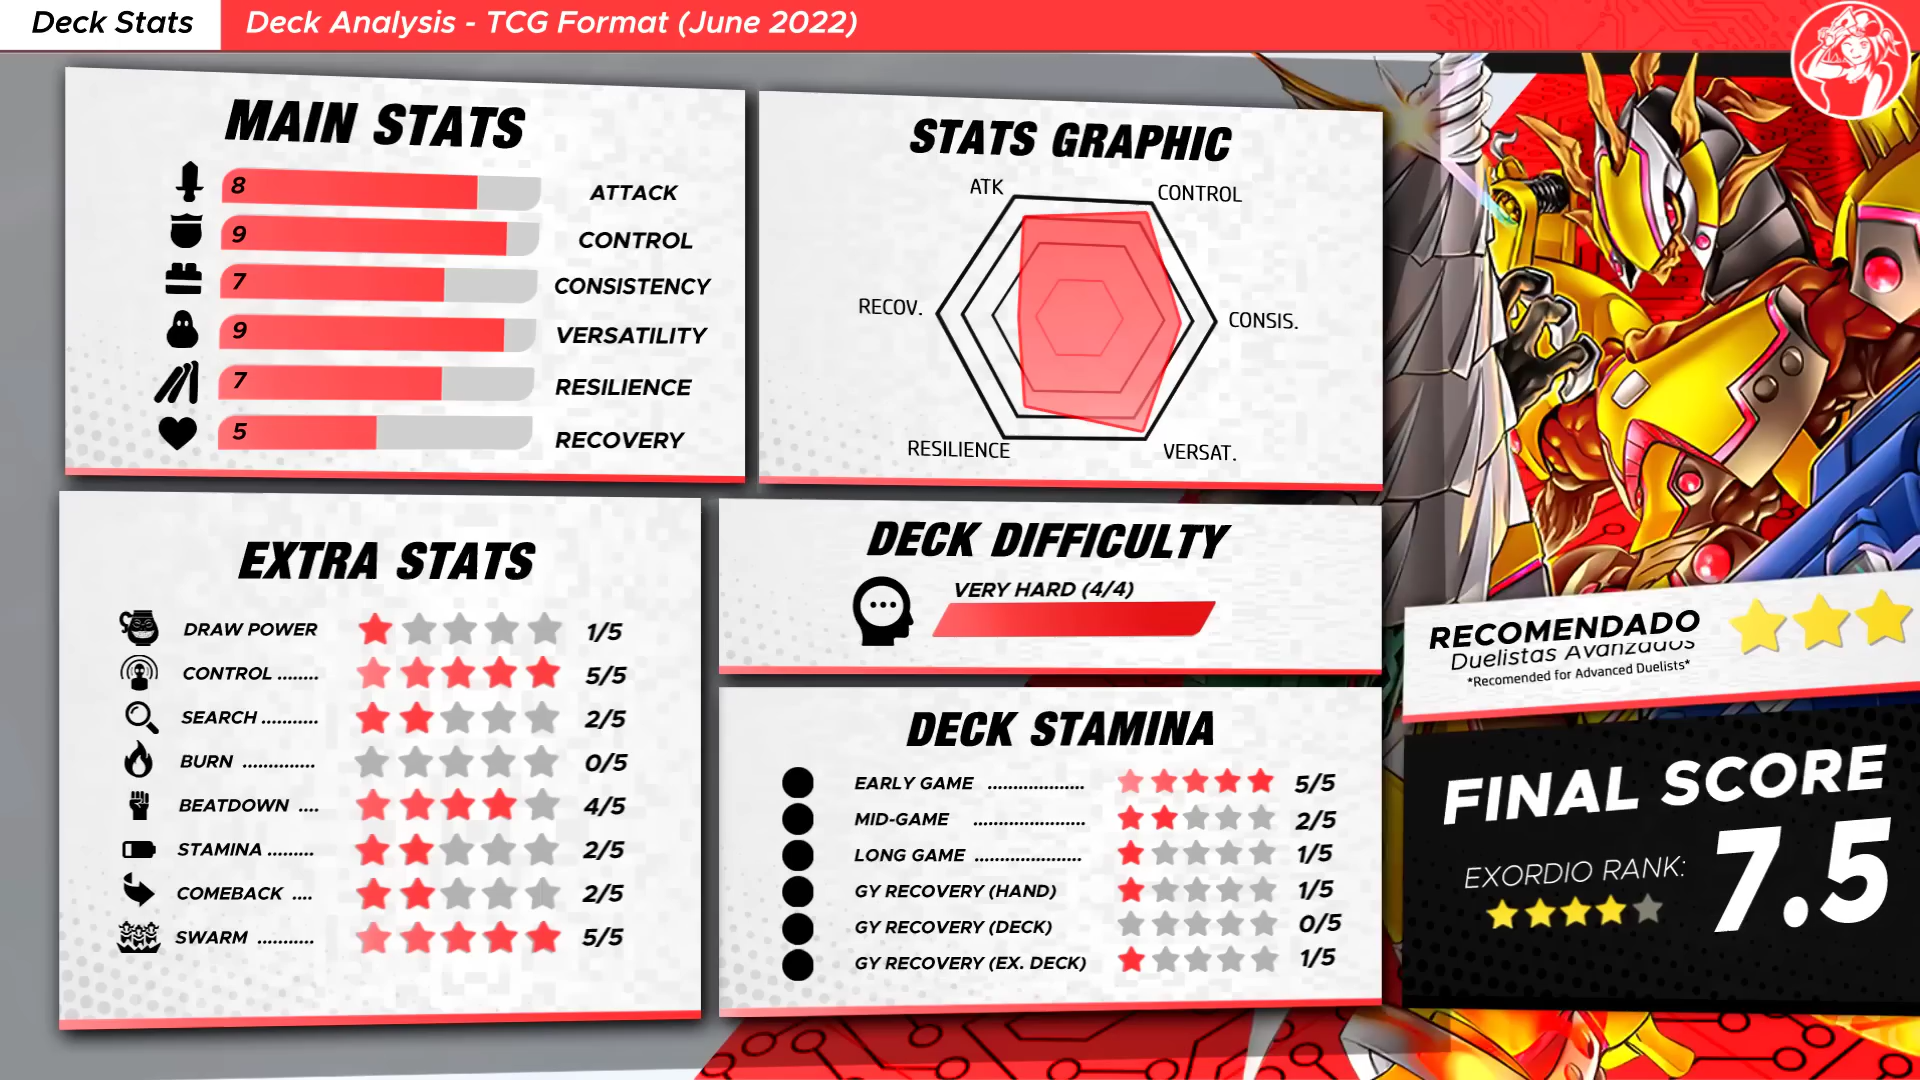 Deck Stats
Deck Analysis - TCG Format (June 2022)
MAIN STATS
8 ATTACK
9 CONTROL
7 CONSISTENCY
9 VERSATILITY
7 RESILIENCE
5 RECOVERY
STATS GRAPHIC
ATK
CONTROL
RECOV.
CONSIS.
RESILIENCE
VERSAT.
EXTRA STATS
DRAW POWER 1/5
CONTROL ........ 5/5
SEARCH ........... 2/5
BURN .............. 0/5
BEATDOWN .... 4/5
STAMINA ......... 2/5
COMEBACK .... 2/5
SWARM ........... 5/5
DECK DIFFICULTY
VERY HARD (4/4)
DECK STAMINA
EARLY GAME .................... 5/5
MID-GAME ....................... 2/5
LONG GAME ...................... 1/5
GY RECOVERY (HAND) 1/5
GY RECOVERY (DECK) 0/5
GY RECOVERY (EX. DECK) 1/5
RECOMENDADO
Duelistas Avanzados
*Recomended for Advanced Duelists*
FINAL SCORE
EXORDIO RANK:
7.5